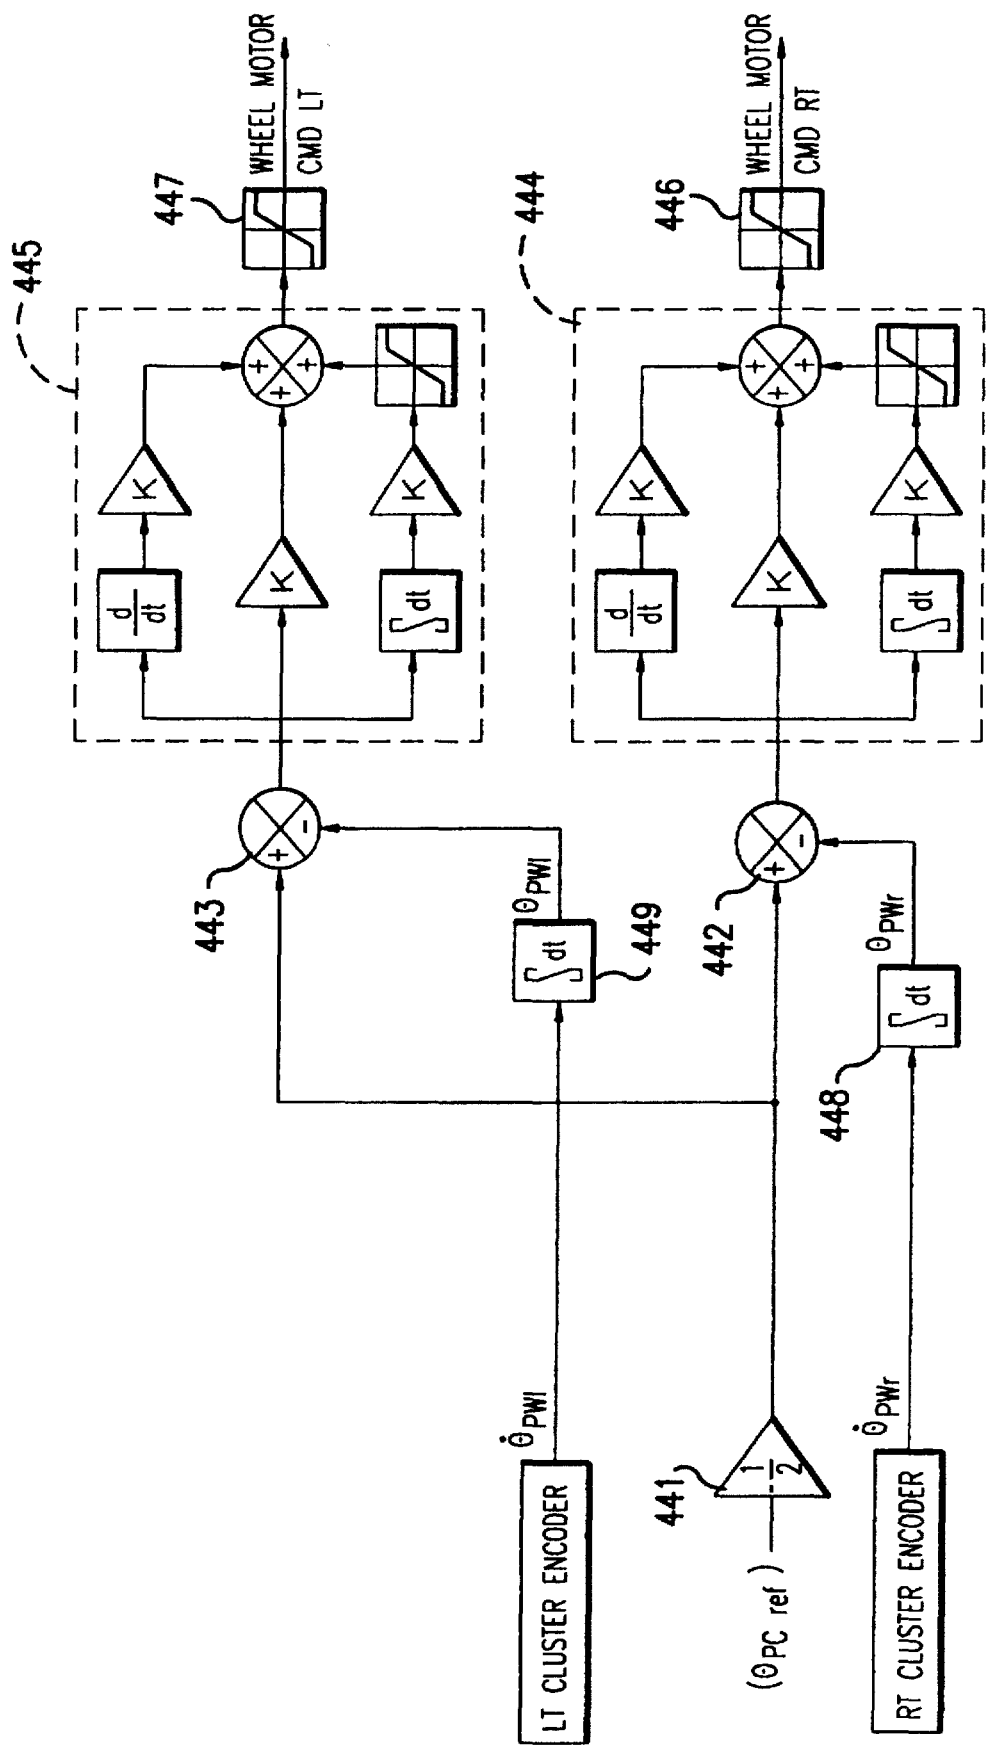 445
447
WHEEL MOTOR
CMD LT
d
dt
K
K
∫dt
K
+
+
+
443
+
-
θPWl
∫dt
449
LT CLUSTER ENCODER
θ̇PWl
444
446
WHEEL MOTOR
CMD RT
d
dt
K
K
∫dt
K
+
+
+
442
+
-
θPWr
∫dt
448
441
1
2
(θPC ref )
RT CLUSTER ENCODER
θ̇PWr